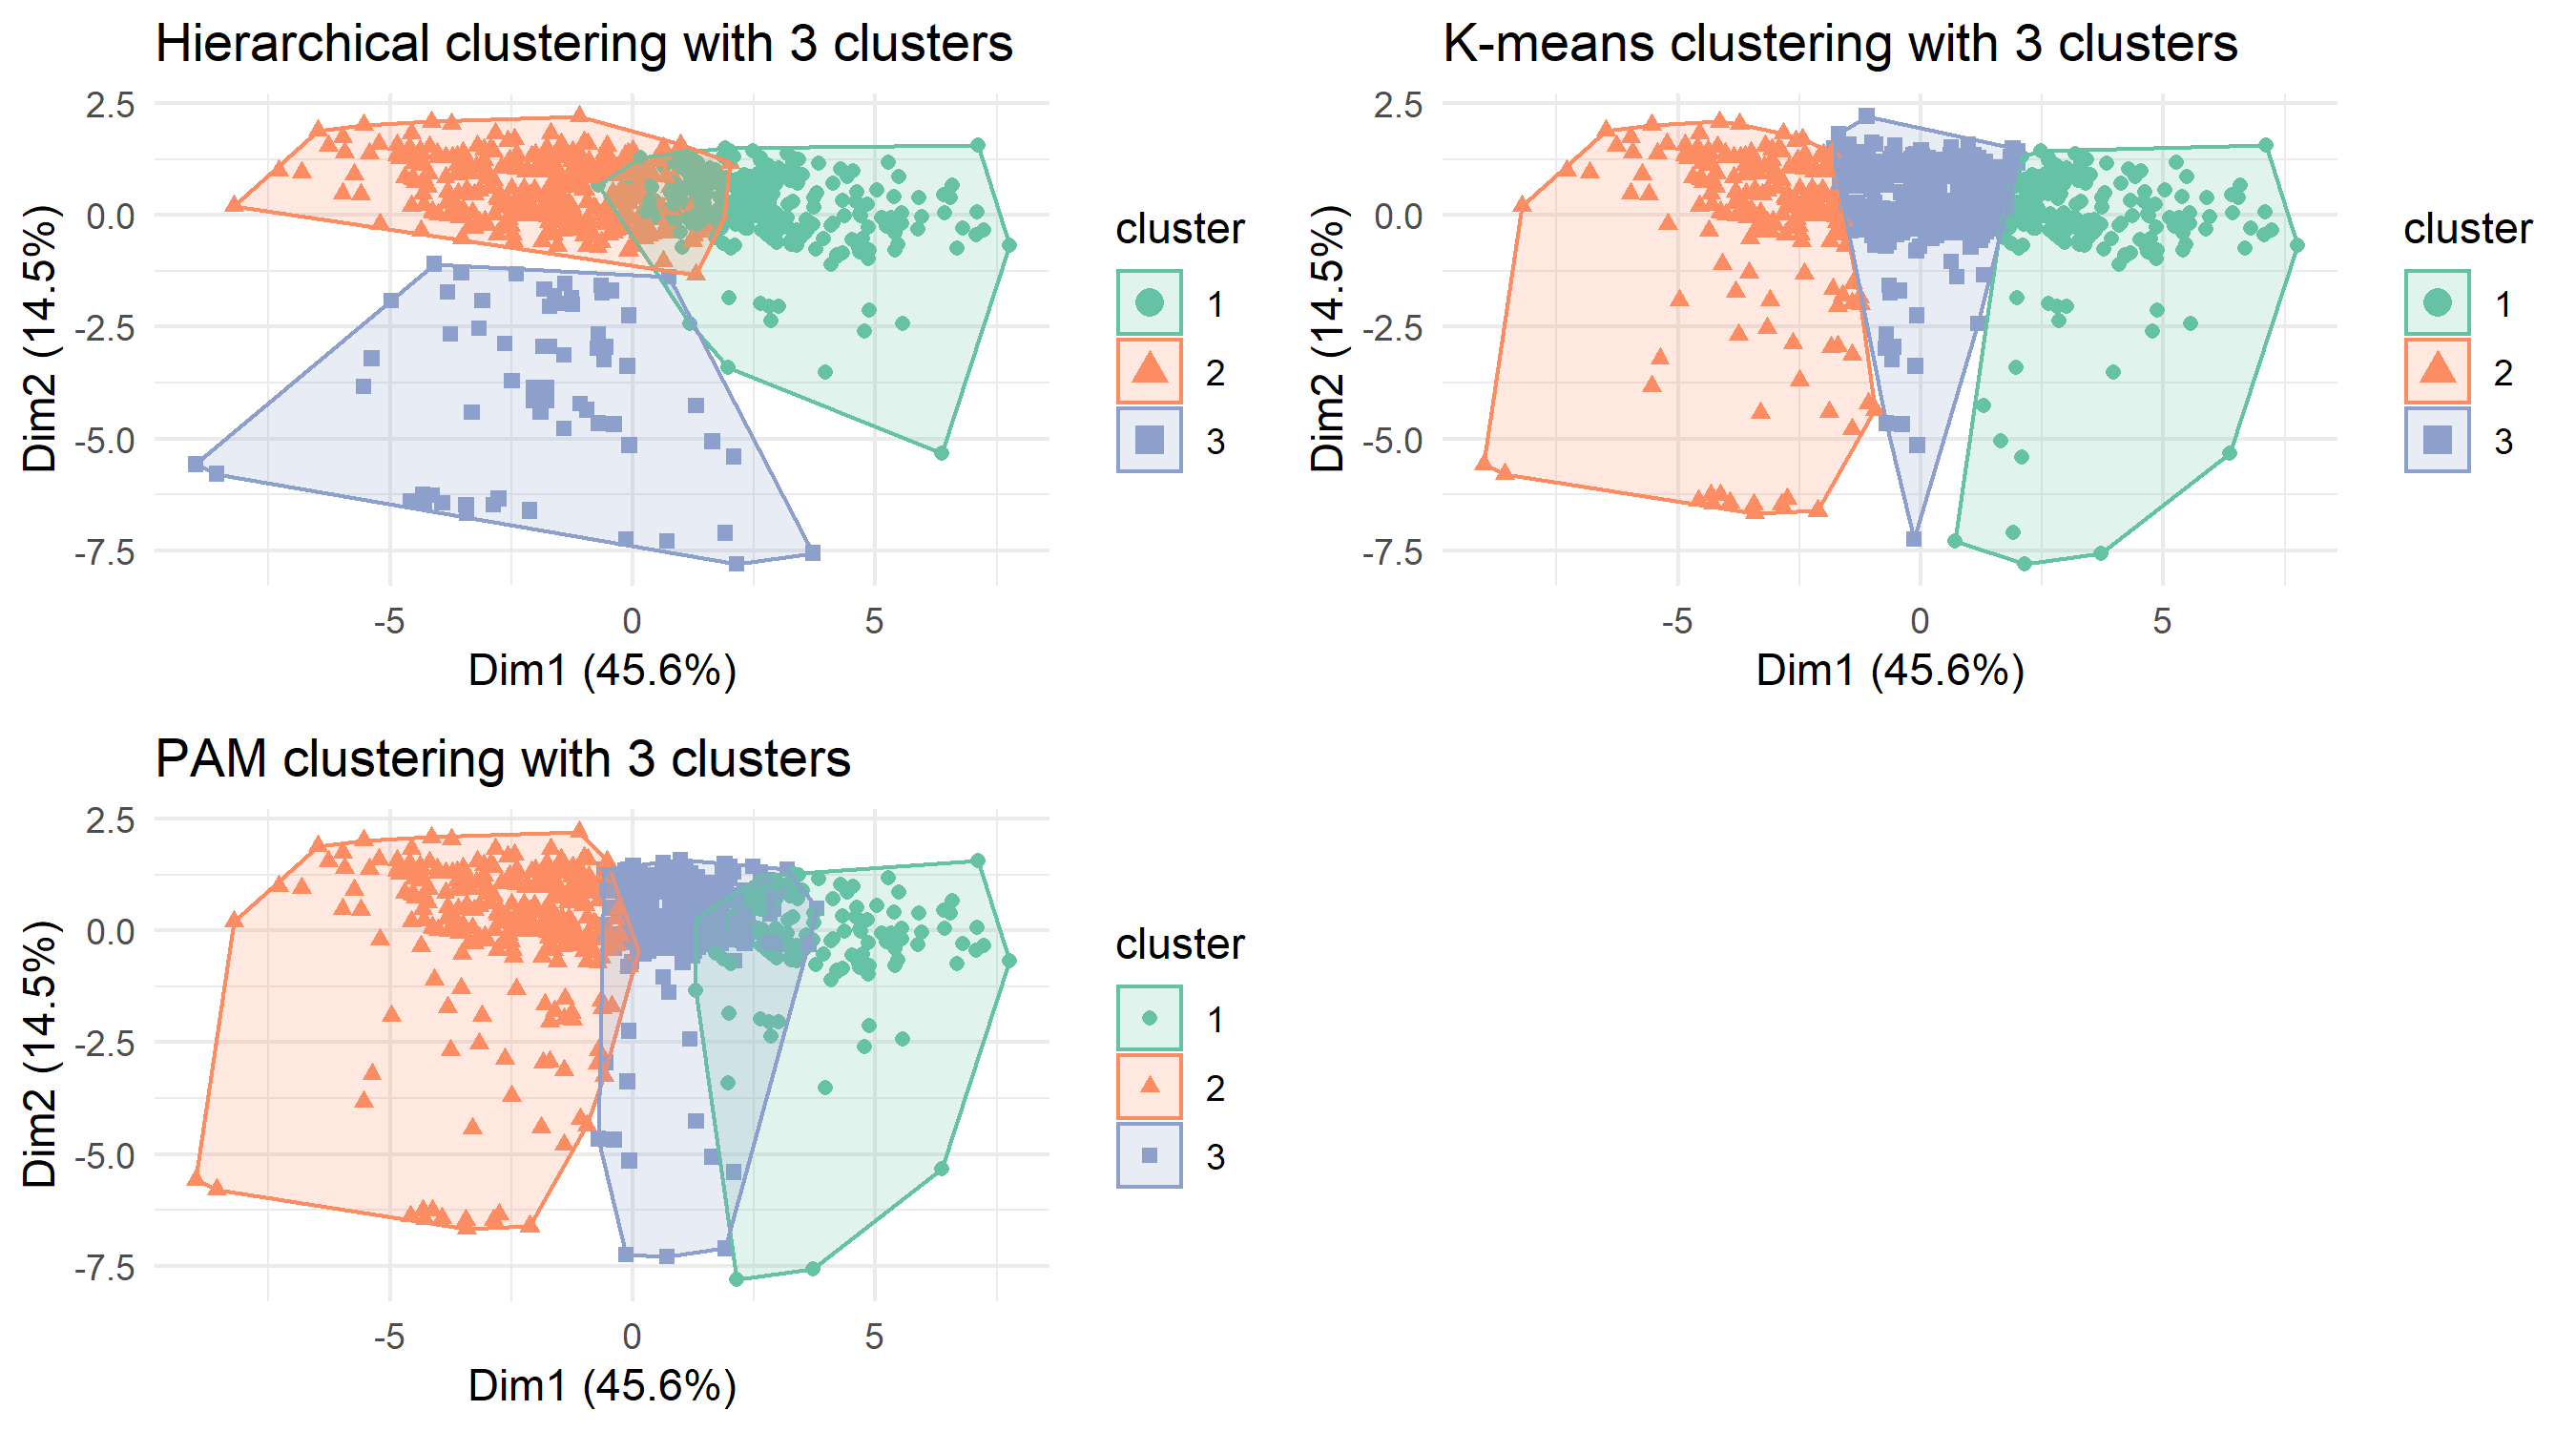 Hierarchical clustering with 3 clusters
2.5
0.0
-2.5
-5.0
-7.5
Dim2 (14.5%)
-5 0 5
Dim1 (45.6%)
cluster
1
2
3
K-means clustering with 3 clusters
2.5
0.0
-2.5
-5.0
-7.5
Dim2 (14.5%)
-5 0 5
Dim1 (45.6%)
cluster
1
2
3
PAM clustering with 3 clusters
2.5
0.0
-2.5
-5.0
-7.5
Dim2 (14.5%)
-5 0 5
Dim1 (45.6%)
cluster
1
2
3